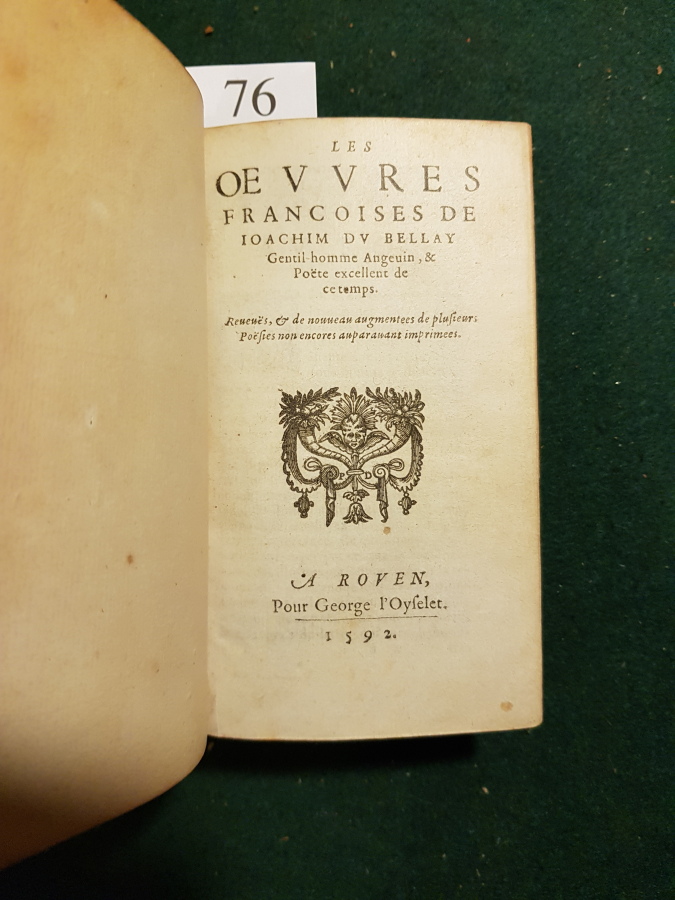 76
LES
OEVVRES
FRANCOISES DE
IOACHIM DV BELLAY
Gentil-homme Angeuin, &
Poëte excellent de
ce temps.
Reueuës, & de nouueau augmentees de plusieurs
Poësies non encores auparauant imprimees.
P D
A ROVEN,
Pour George l'Oyselet.
1592.